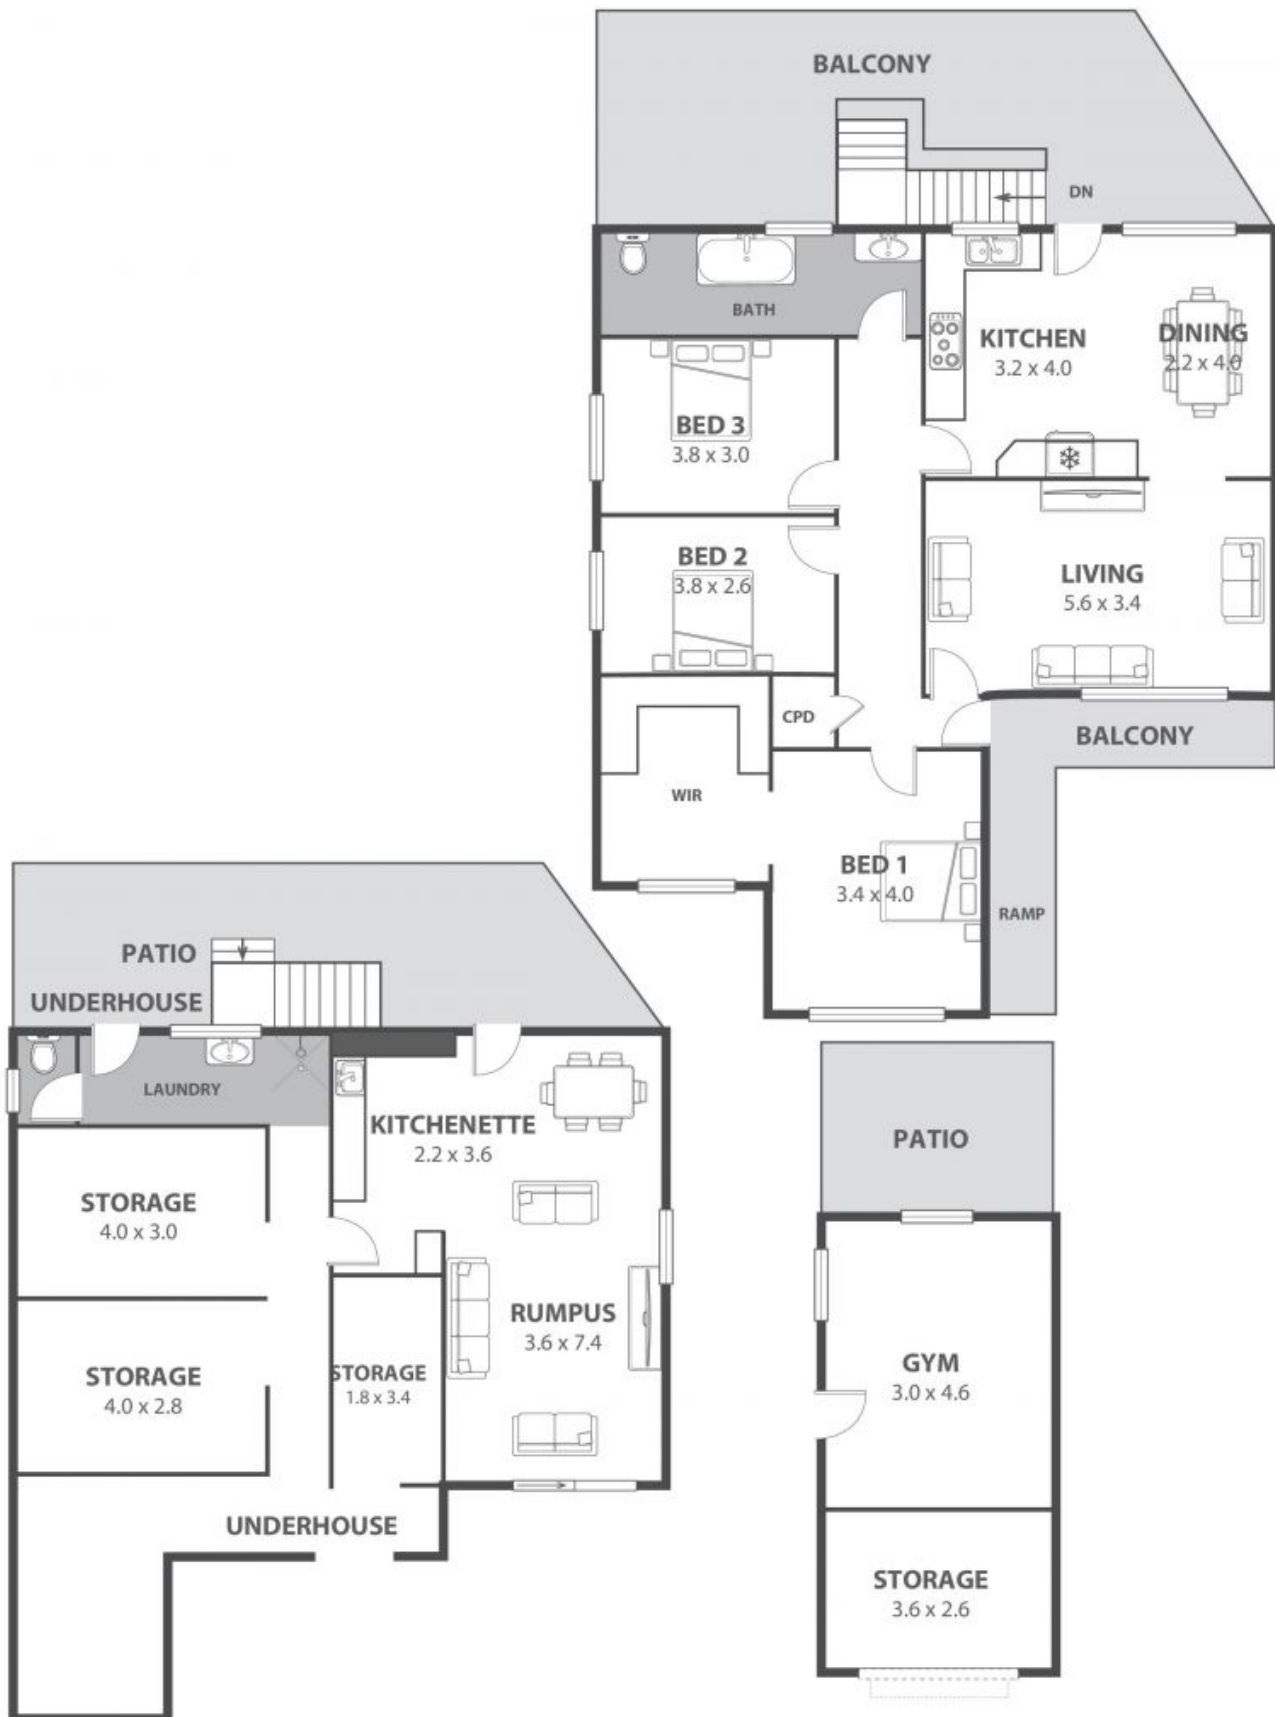 BALCONY
DN
BATH
KITCHEN
3.2 x 4.0
DINING
2.2 x 4.0
BED 3
3.8 x 3.0
BED 2
3.8 x 2.6
LIVING
5.6 x 3.4
CPD
BALCONY
WIR
BED 1
3.4 x 4.0
RAMP
PATIO
UNDERHOUSE
LAUNDRY
KITCHENETTE
2.2 x 3.6
STORAGE
4.0 x 3.0
RUMPUS
3.6 x 7.4
STORAGE
4.0 x 2.8
STORAGE
1.8 x 3.4
UNDERHOUSE
PATIO
GYM
3.0 x 4.6
STORAGE
3.6 x 2.6